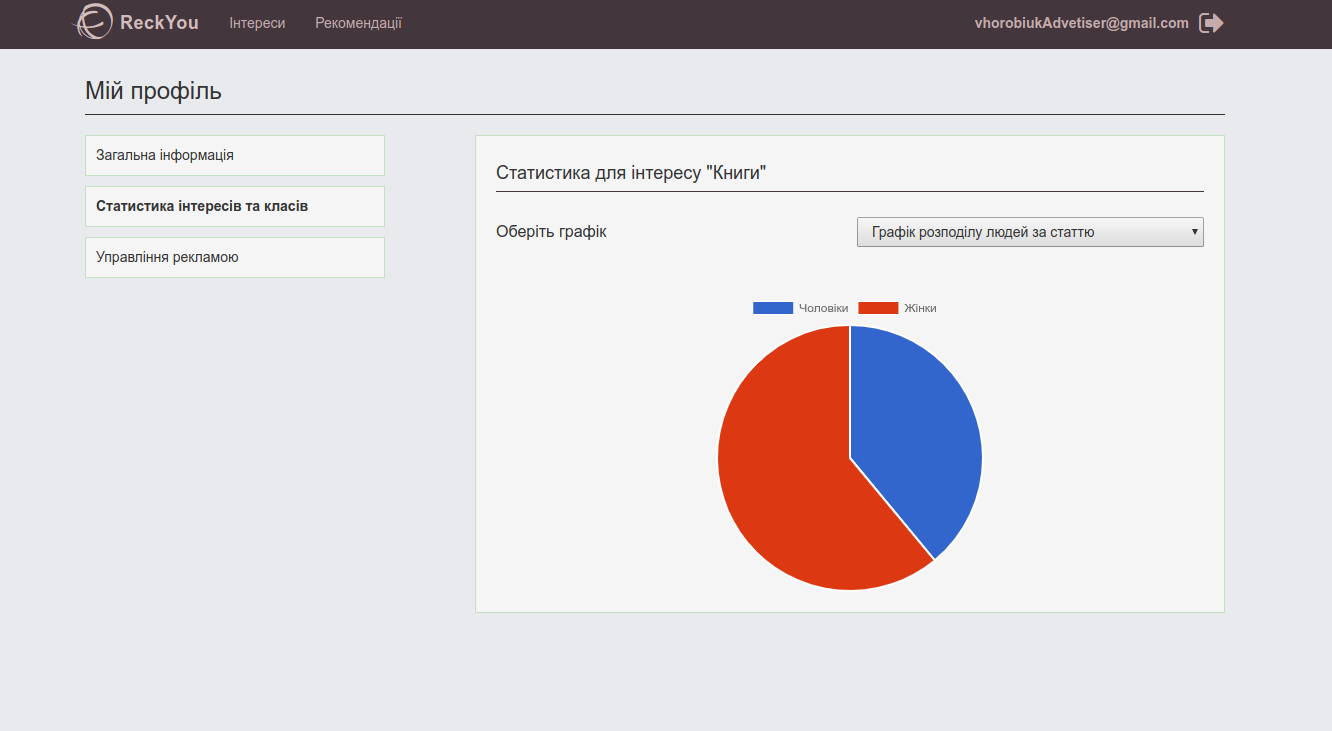 ReckYou Інтереси Рекомендації vhorobiukAdvetiser@gmail.com
Мій профіль
Загальна інформація
Статистика інтересів та класів
Управління рекламою
Статистика для інтересу "Книги"
Оберіть графік Графік розподілу людей за статтю
Чоловіки Жінки